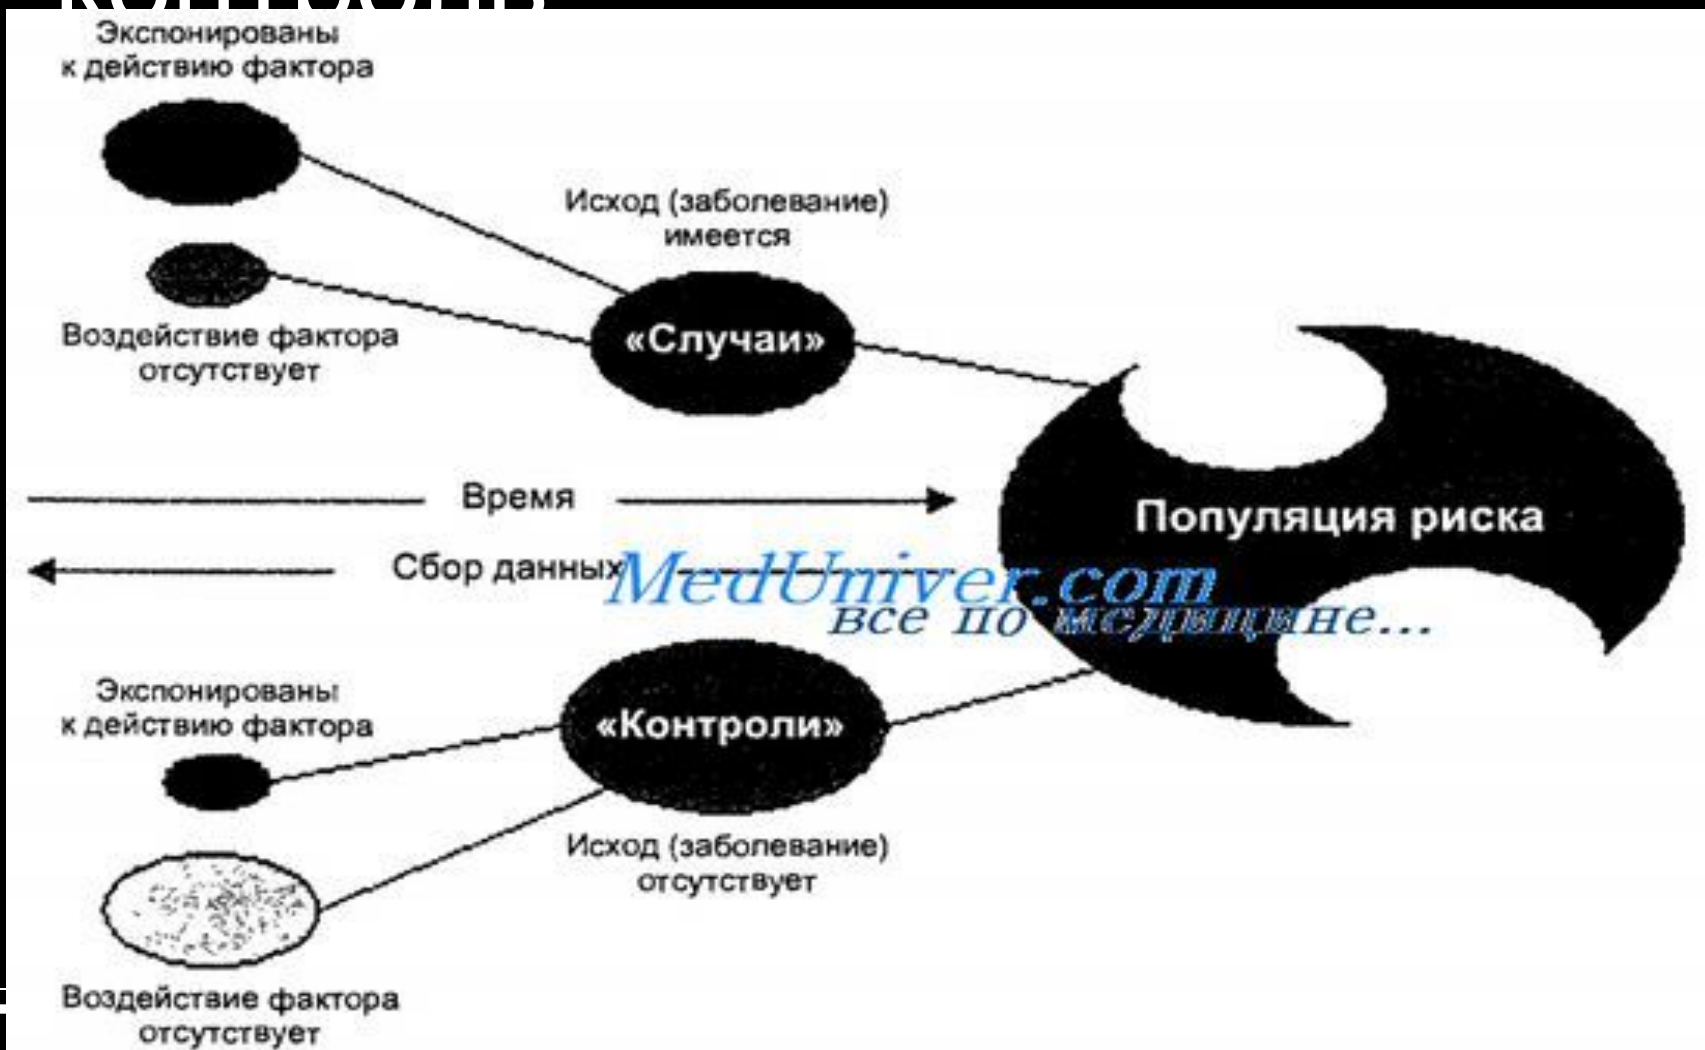 Экспонированы
к действию фактора
Исход (заболевание)
имеется
«Случаи»
Воздействие фактора
отсутствует
Время
Популяция риска
Сбор данных
MedUniver.com
все по медицине...
Экспонированы
к действию фактора
«Контроли»
Исход (заболевание)
отсутствует
Воздействие фактора
отсутствует